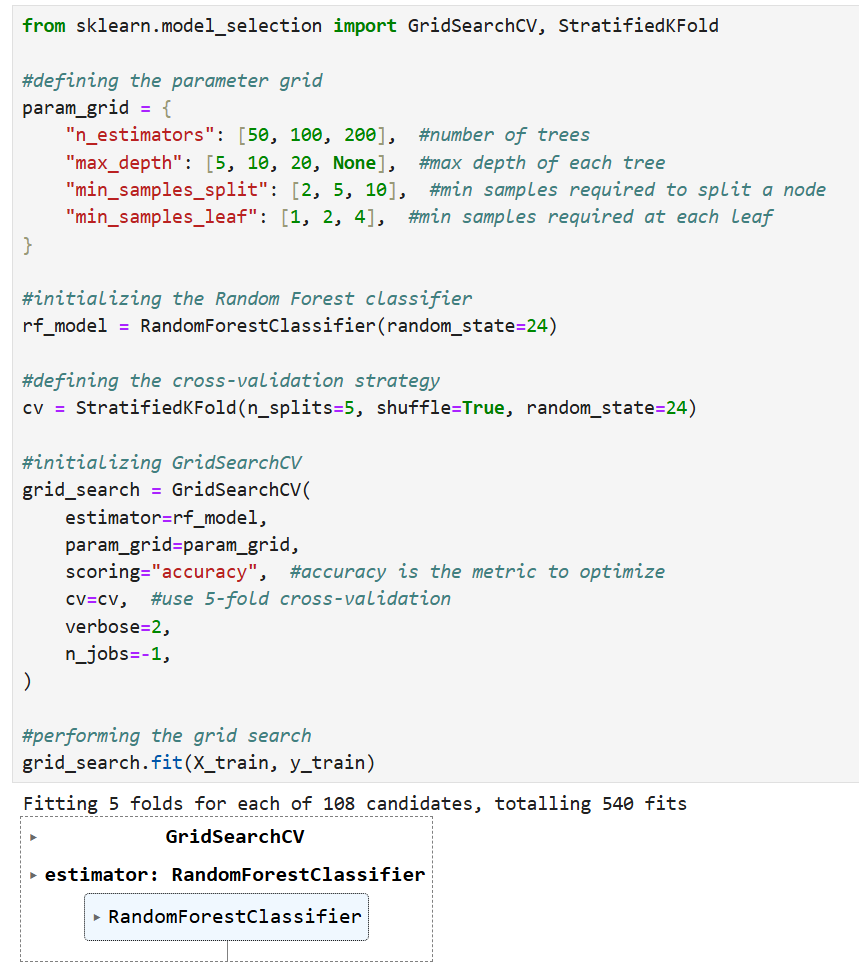 from sklearn.model_selection import GridSearchCV, StratifiedKFold
#defining the parameter grid
param_grid = {
    "n_estimators": [50, 100, 200],  #number of trees
    "max_depth": [5, 10, 20, None],  #max depth of each tree
    "min_samples_split": [2, 5, 10],  #min samples required to split a node
    "min_samples_leaf": [1, 2, 4],  #min samples required at each leaf
}
#initializing the Random Forest classifier
rf_model = RandomForestClassifier(random_state=24)
#defining the cross-validation strategy
cv = StratifiedKFold(n_splits=5, shuffle=True, random_state=24)
#initializing GridSearchCV
grid_search = GridSearchCV(
    estimator=rf_model,
    param_grid=param_grid,
    scoring="accuracy",  #accuracy is the metric to optimize
    cv=cv,  #use 5-fold cross-validation
    verbose=2,
    n_jobs=-1,
)
#performing the grid search
grid_search.fit(X_train, y_train)
Fitting 5 folds for each of 108 candidates, totalling 540 fits
GridSearchCV
estimator: RandomForestClassifier
RandomForestClassifier